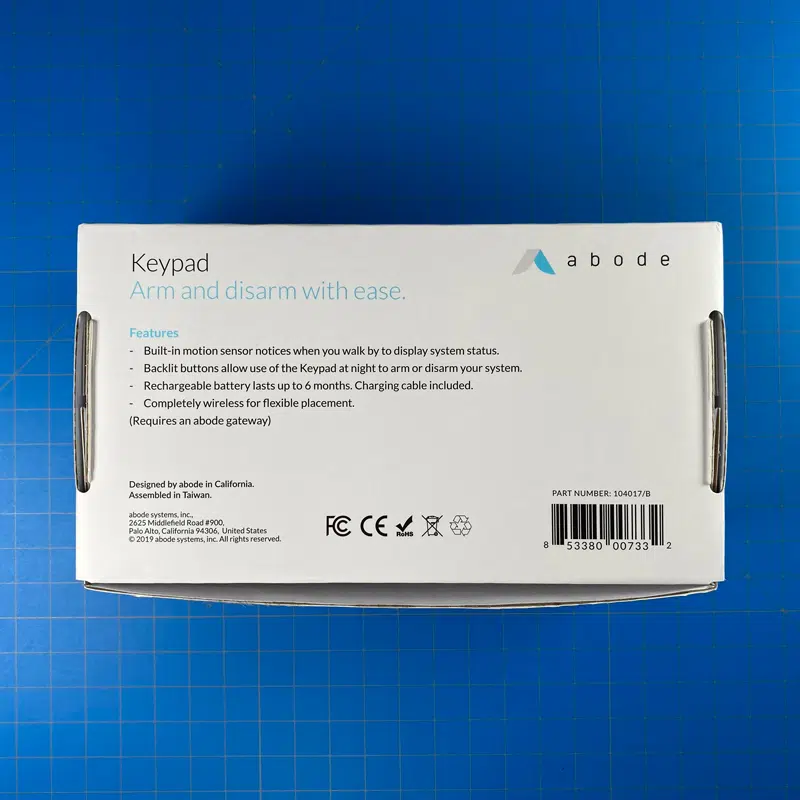 Keypad
Arm and disarm with ease.
abode
Features
- Built-in motion sensor notices when you walk by to display system status.
- Backlit buttons allow use of the Keypad at night to arm or disarm your system.
- Rechargeable battery lasts up to 6 months. Charging cable included.
- Completely wireless for flexible placement.
(Requires an abode gateway)
Designed by abode in California.
Assembled in Taiwan.
abode systems, inc.,
2625 Middlefield Road #900,
Palo Alto, California 94306, United States
© 2019 abode systems, inc. All rights reserved.
FC CE RoHS
PART NUMBER: 104017/B
8 53380 00733 2